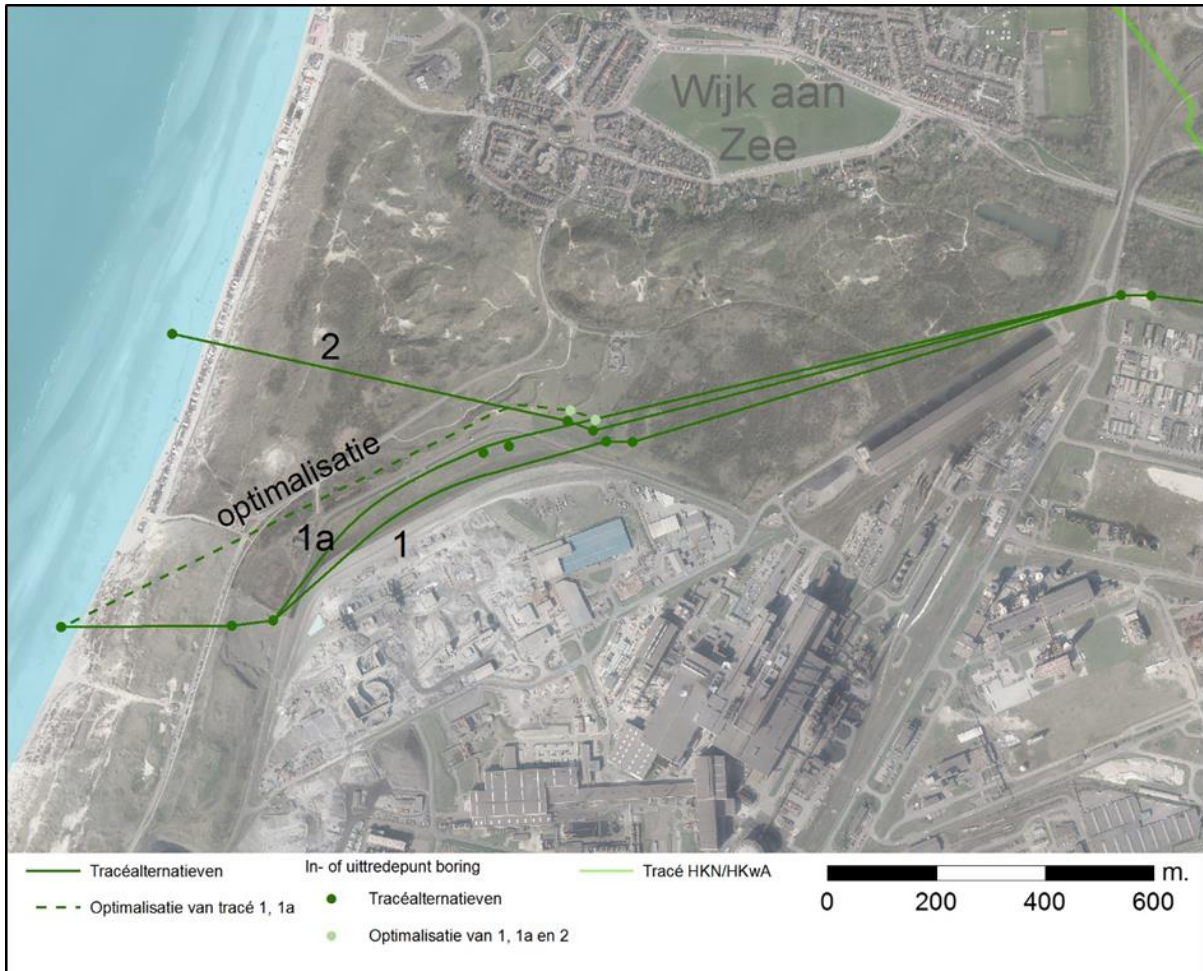 Wijk aan
Zee
2
optimalisatie
1a
1
Tracéalternatieven
Optimalisatie van tracé 1, 1a
In- of uittredepunt boring
Tracéalternatieven
Optimalisatie van 1, 1a en 2
Tracé HKN/HKwA
m.
0 200 400 600